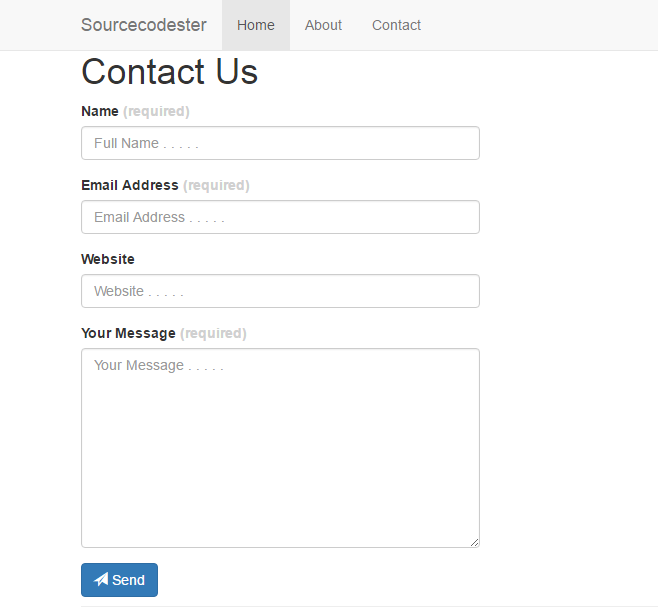 Sourcecodester Home About Contact
Contact Us
Name (required)
Full Name . . . . .
Email Address (required)
Email Address . . . . .
Website
Website . . . . .
Your Message (required)
Your Message . . . . .
Send